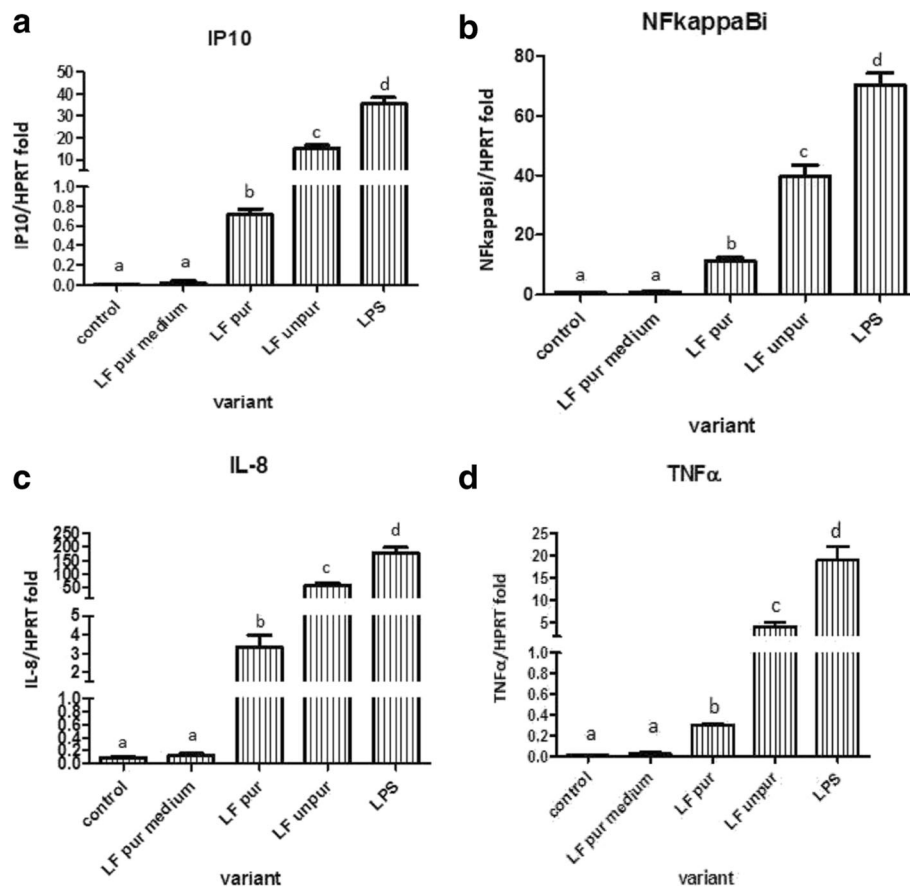 a
IP10
IP10/HPRT fold
50
40
30
20
10
1.0
0.8
0.6
0.4
0.2
0.0
a
a
b
c
d
control
LF pur medium
LF pur
LF unpur
LPS
variant
b
NFkappaBi
NFkappaBi/HPRT fold
80
60
40
20
0
a
a
b
c
d
control
LF pur medium
LF pur
LF unpur
LPS
variant
c
IL-8
IL-8/HPRT fold
250
200
150
100
50
5
4
3
2
1.0
0.8
0.6
0.4
0.2
0.0
a
a
b
c
d
control
LF pur medium
LF pur
LF unpur
LPS
variant
d
TNFα
TNFα/HPRT fold
25
20
15
10
5
1.0
0.8
0.6
0.4
0.2
0.0
a
a
b
c
d
control
LF pur medium
LF pur
LF unpur
LPS
variant